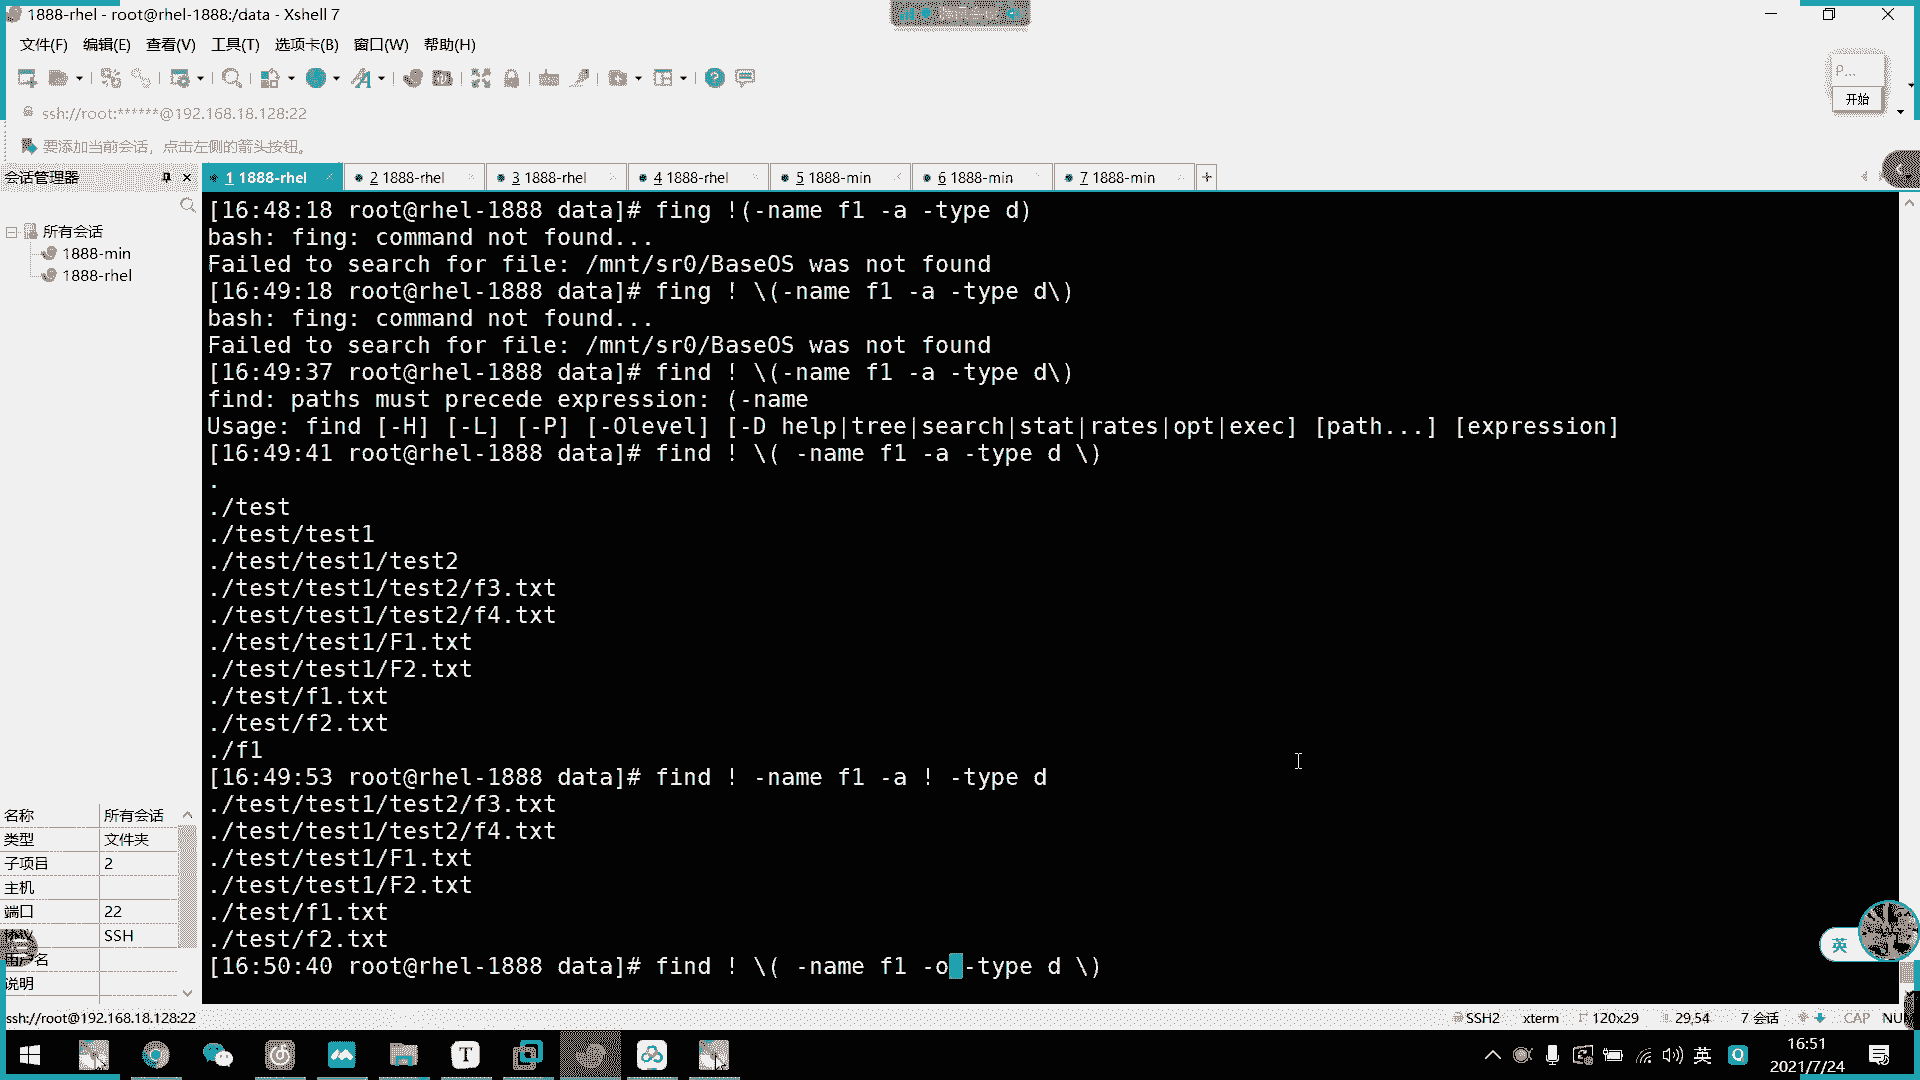 1888-rhel - root@rhel-1888:/data - Xshell 7
文件(F) 编辑(E) 查看(V) 工具(T) 选项卡(B) 窗口(W) 帮助(H)
P...
开始
ssh://root:******@192.168.18.128:22
要添加当前会话，点击左侧的箭头按钮。
会话管理器
1 1888-rhel 2 1888-rhel 3 1888-rhel 4 1888-rhel 5 1888-min 6 1888-min 7 1888-min
所有会话
1888-min
1888-rhel
[16:48:18 root@rhel-1888 data]# fing !(-name f1 -a -type d)
bash: fing: command not found...
Failed to search for file: /mnt/sr0/BaseOS was not found
[16:49:18 root@rhel-1888 data]# fing ! \(-name f1 -a -type d\)
bash: fing: command not found...
Failed to search for file: /mnt/sr0/BaseOS was not found
[16:49:37 root@rhel-1888 data]# find ! \(-name f1 -a -type d\)
find: paths must precede expression: (-name
Usage: find [-H] [-L] [-P] [-Olevel] [-D help|tree|search|stat|rates|opt|exec] [path...] [expression]
[16:49:41 root@rhel-1888 data]# find ! \( -name f1 -a -type d \)
.
./test
./test/test1
./test/test1/test2
./test/test1/test2/f3.txt
./test/test1/test2/f4.txt
./test/test1/F1.txt
./test/test1/F2.txt
./test/f1.txt
./test/f2.txt
./f1
[16:49:53 root@rhel-1888 data]# find ! -name f1 -a ! -type d
./test/test1/test2/f3.txt
./test/test1/test2/f4.txt
./test/test1/F1.txt
./test/test1/F2.txt
./test/f1.txt
./test/f2.txt
[16:50:40 root@rhel-1888 data]# find ! \( -name f1 -o -type d \)
名称 所有会话
类型 文件夹
子项目 2
主机
端口 22
协议 SSH
用户名
说明
英
ssh://root@192.168.18.128:22
SSH2 xterm 120x29 29,54 7 会话 CAP NUM
英
16:51
2021/7/24